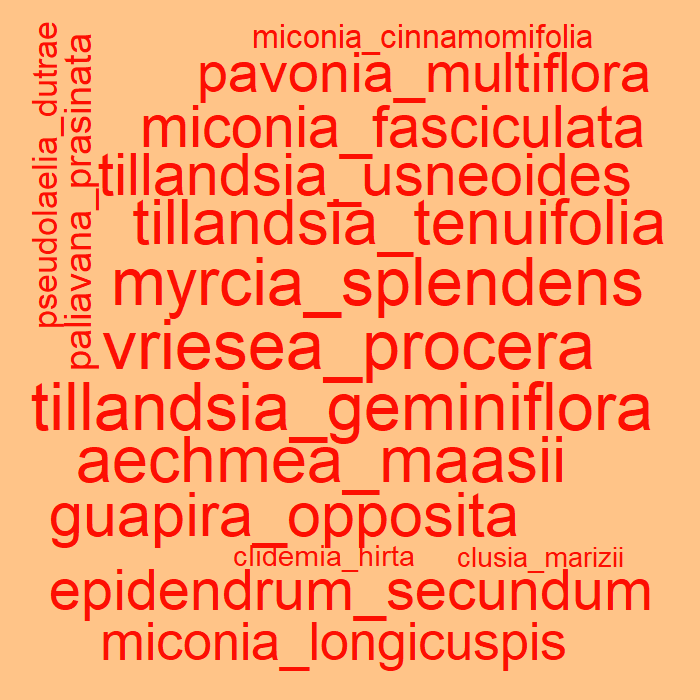 pseudolaelia_dutrae
paliavana_prasinata
miconia_cinnamomifolia
pavonia_multiflora
miconia_fasciculata
tillandsia_usneoides
tillandsia_tenuifolia
myrcia_splendens
vriesea_procera
tillandsia_geminiflora
aechmea_maasii
guapira_opposita
clidemia_hirta
clusia_marizii
epidendrum_secundum
miconia_longicuspis